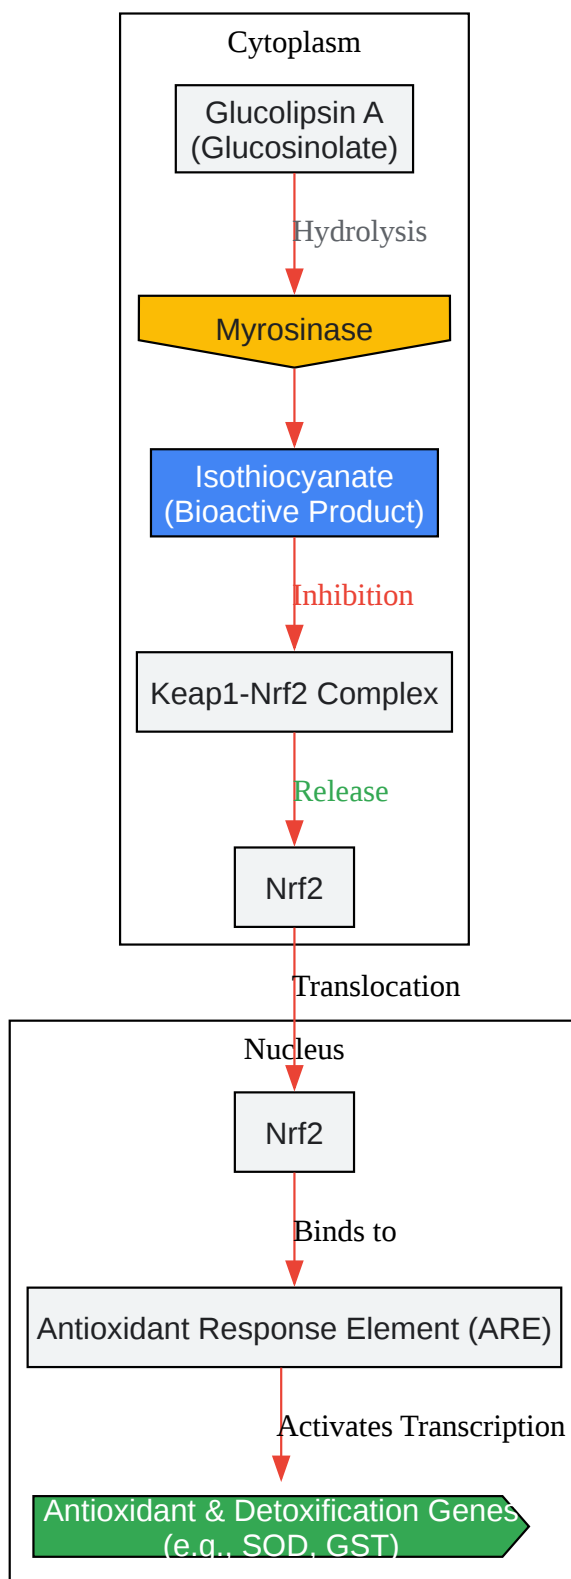 Cytoplasm
Glucolipsin A
(Glucosinolate)
Hydrolysis
Myrosinase
Isothiocyanate
(Bioactive Product)
Inhibition
Keap1-Nrf2 Complex
Release
Nrf2
Translocation
Nucleus
Nrf2
Binds to
Antioxidant Response Element (ARE)
Activates Transcription
Antioxidant & Detoxification Genes
(e.g., SOD, GST)